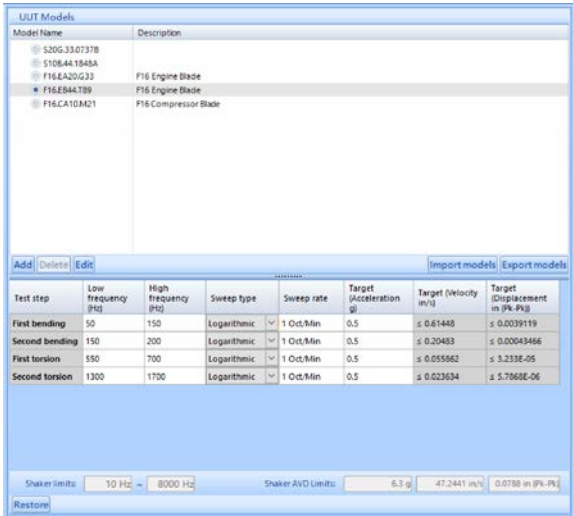 UUT Models
Model Name Description
S20G.33.0737B
S10B.44.1848A
F16.EA20.G33 F16 Engine Blade
F16.EB44.T89 F16 Engine Blade
F16.CA10.M21 F16 Compressor Blade
Add Delete Edit Import models Export models
Test step Low frequency (Hz) High frequency (Hz) Sweep type Sweep rate Target (Acceleration g) Target (Velocity in/s) Target (Displacement in (Pk-Pk))
First bending 50 150 Logarithmic 1 Oct/Min 0.5 ≤ 0.61448 ≤ 0.0039119
Second bending 150 200 Logarithmic 1 Oct/Min 0.5 ≤ 0.20483 ≤ 0.00043466
First torsion 550 700 Logarithmic 1 Oct/Min 0.5 ≤ 0.055862 ≤ 3.233E-05
Second torsion 1300 1700 Logarithmic 1 Oct/Min 0.5 ≤ 0.023634 ≤ 5.7868E-06
Shaker limits: 10 Hz ~ 8000 Hz Shaker AVD Limits: 6.3 g 47.2441 in/s 0.0788 in (Pk-Pk)
Restore